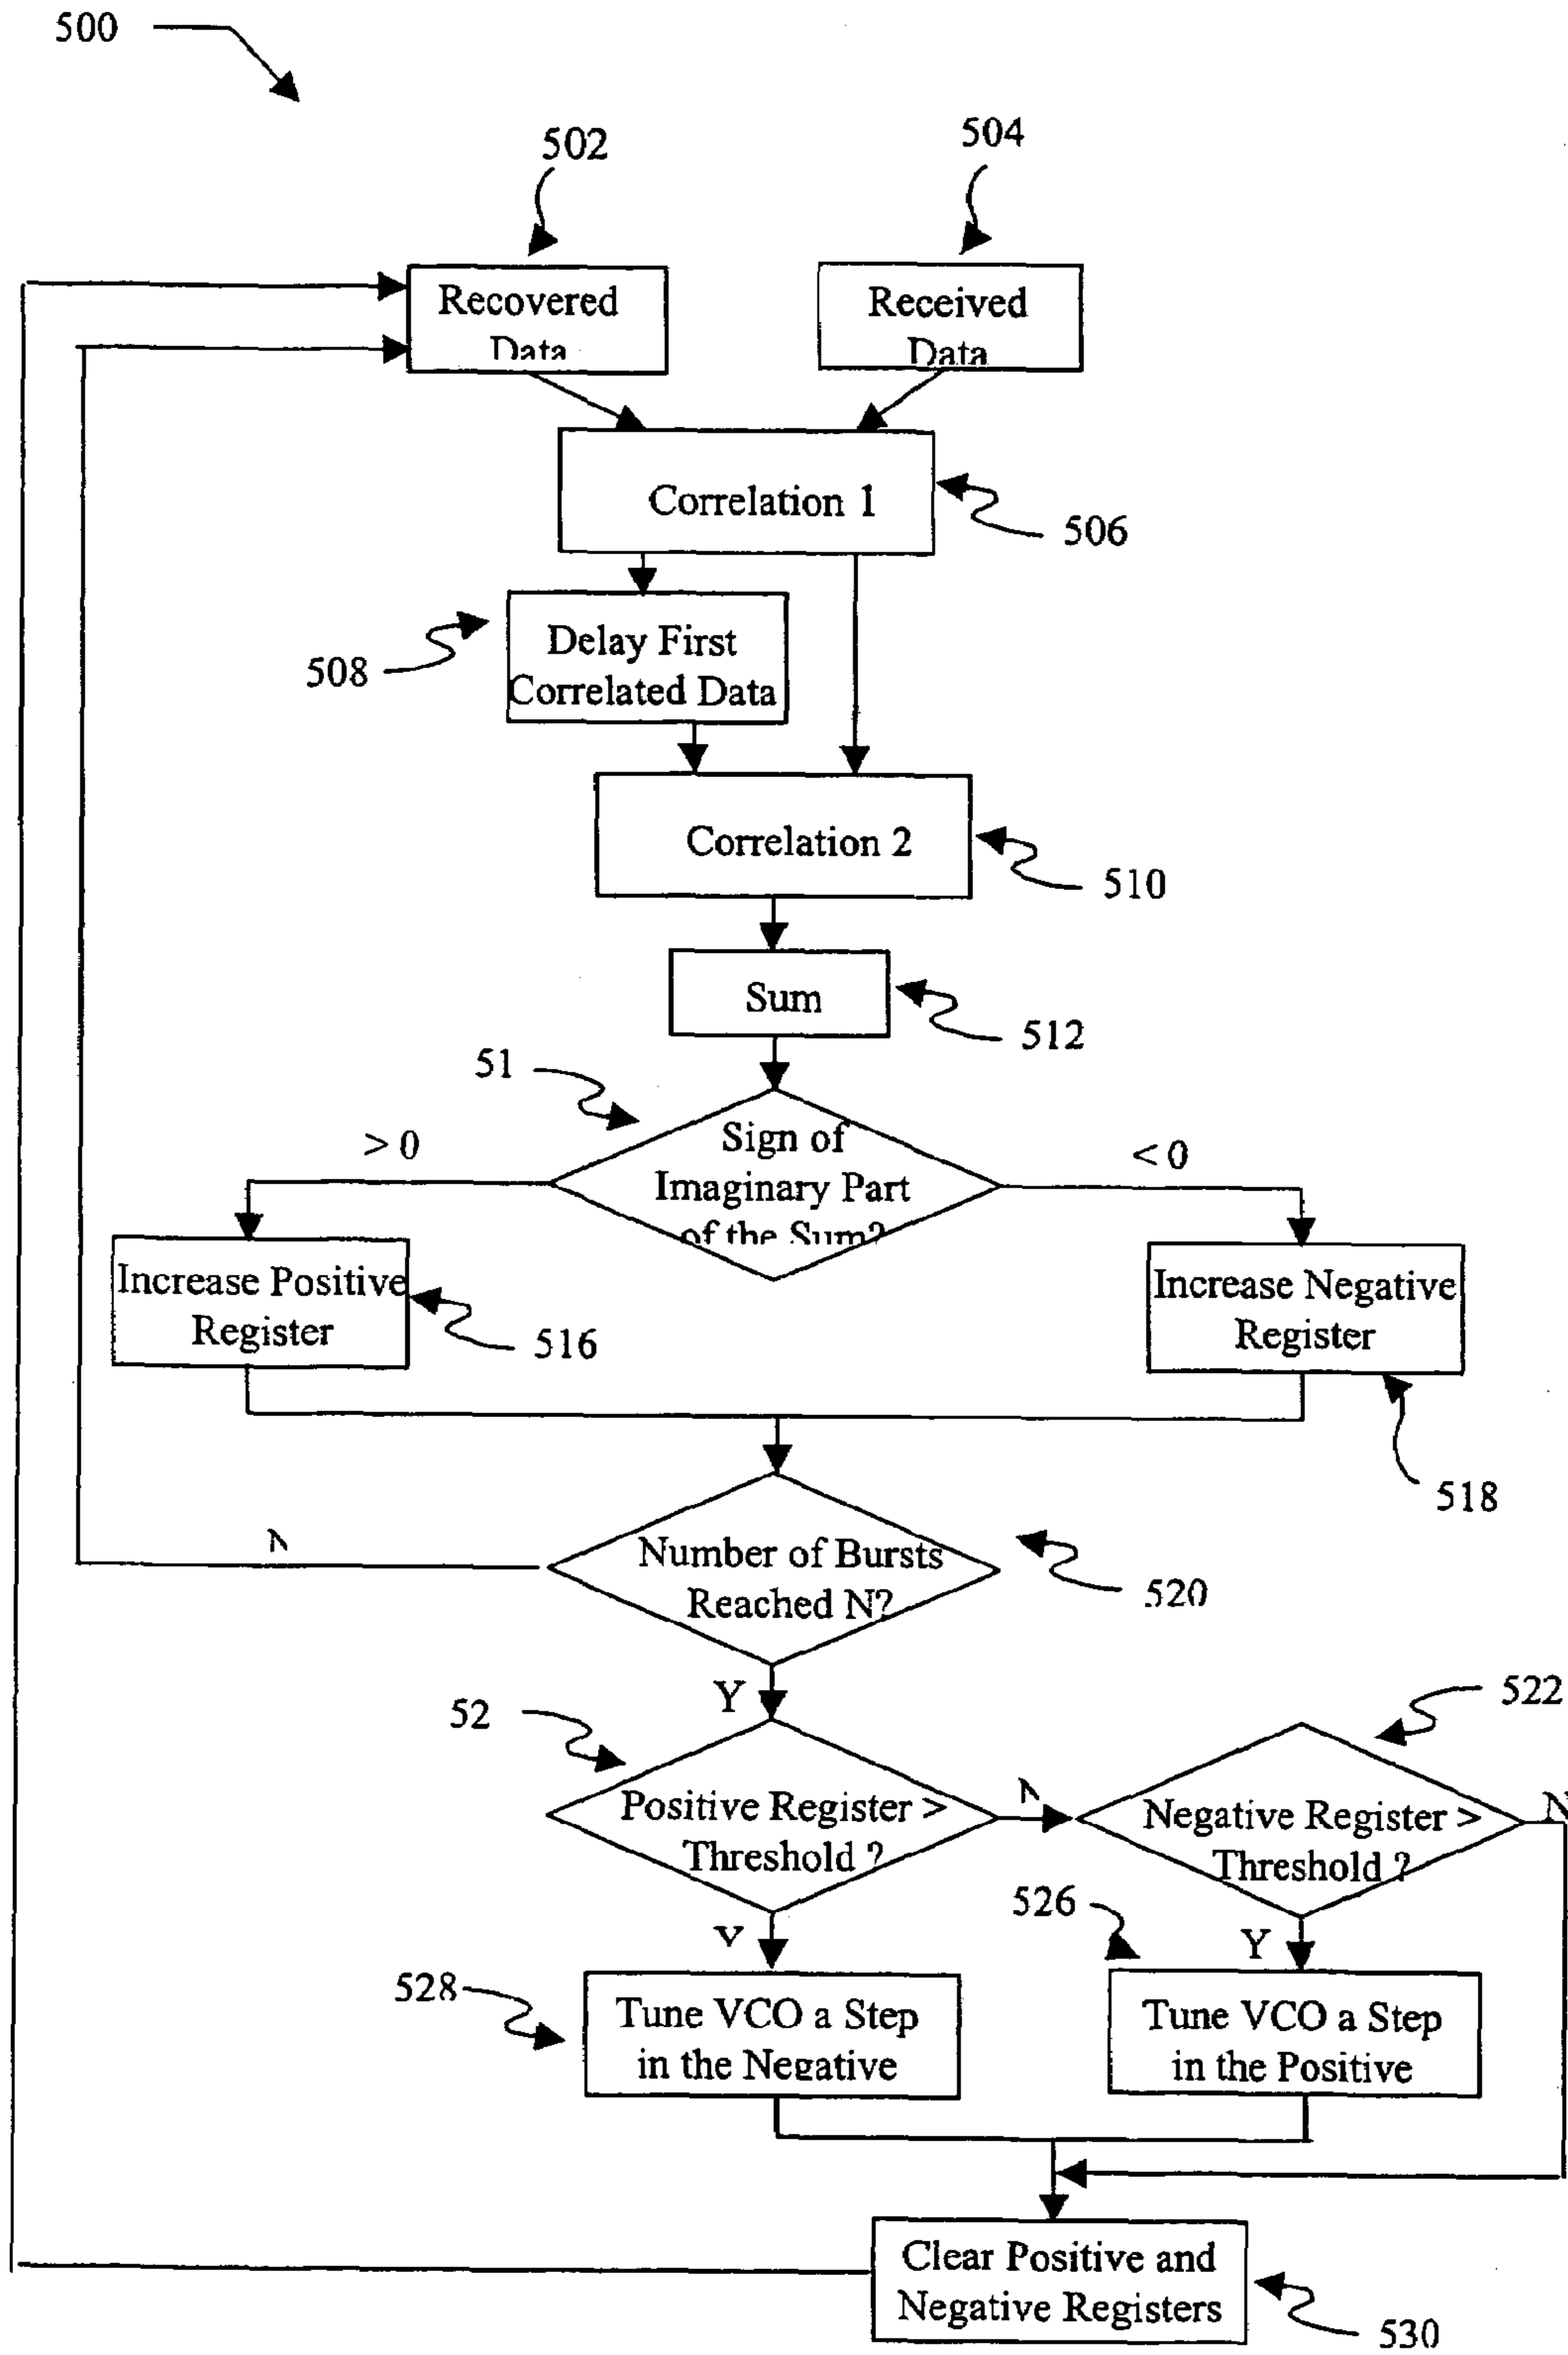 500
502
504
Recovered
Data
Received
Data
Correlation 1
506
Delay First
Correlated Data
508
Correlation 2
510
Sum
512
51
Sign of
Imaginary Part
of the Sum?
> 0
< 0
Increase Positive
Register
516
Increase Negative
Register
518
Number of Bursts
Reached N?
520
N
Y
52
522
Positive Register >
Threshold ?
N
Negative Register >
Threshold ?
N
526
Y
Y
528
Tune VCO a Step
in the Negative
Tune VCO a Step
in the Positive
Clear Positive and
Negative Registers
530